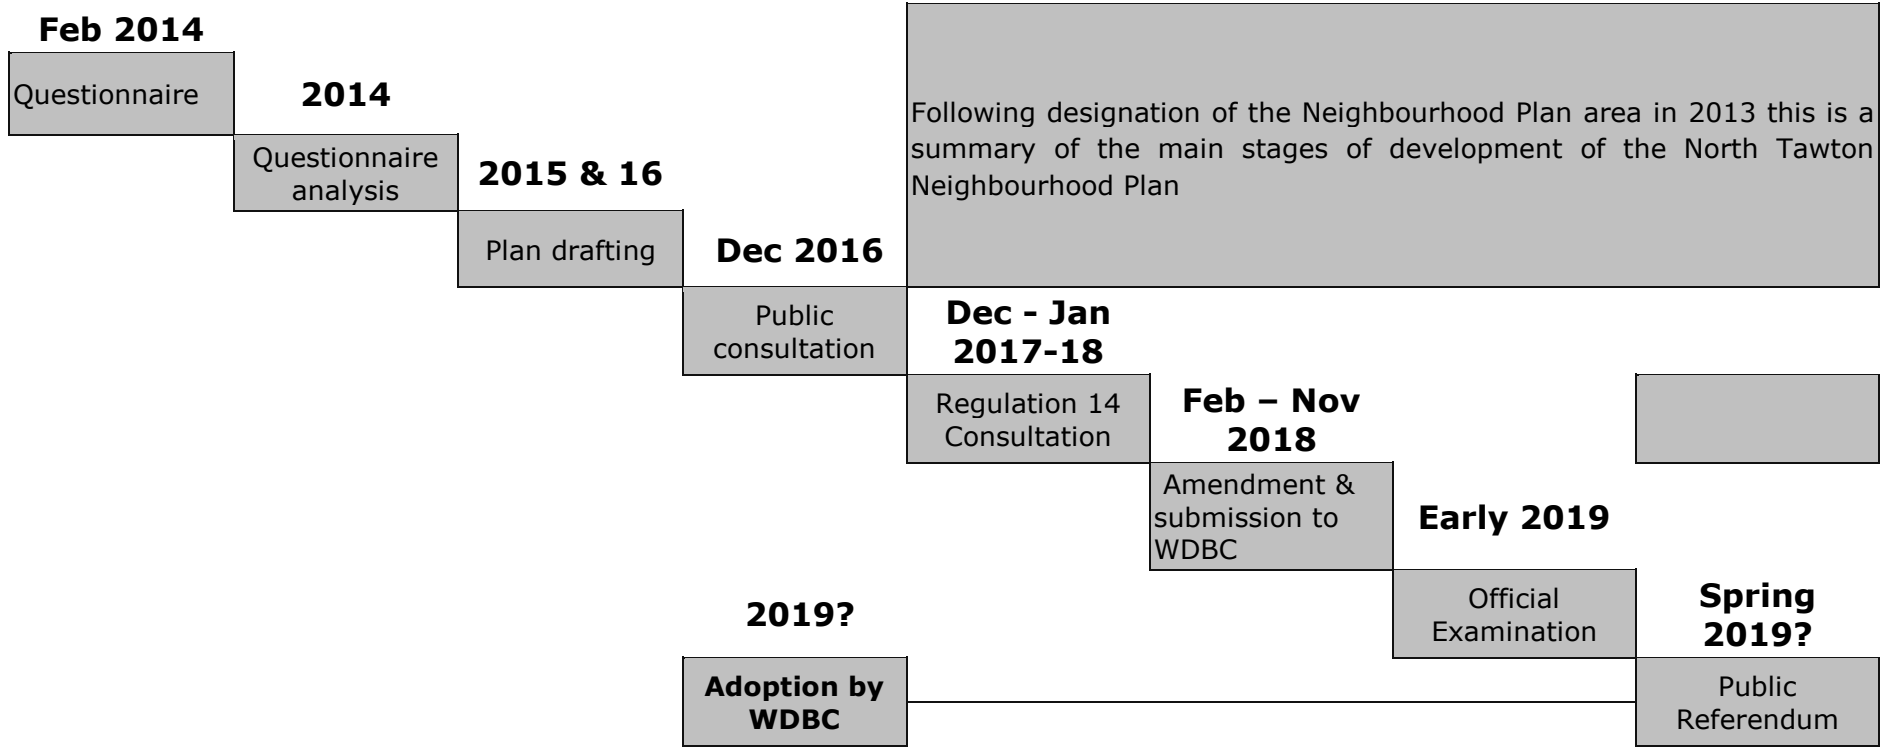 Feb 2014
Questionnaire
2014
Questionnaire
analysis
2015 & 16
Plan drafting
Dec 2016
Public
consultation
Following designation of the Neighbourhood Plan area in 2013 this is a
summary of the main stages of development of the North Tawton
Neighbourhood Plan
Dec - Jan
2017-18
Regulation 14
Consultation
Feb – Nov
2018
Amendment &
submission to
WDBC
Early 2019
Official
Examination
Spring
2019?
Public
Referendum
2019?
Adoption by
WDBC